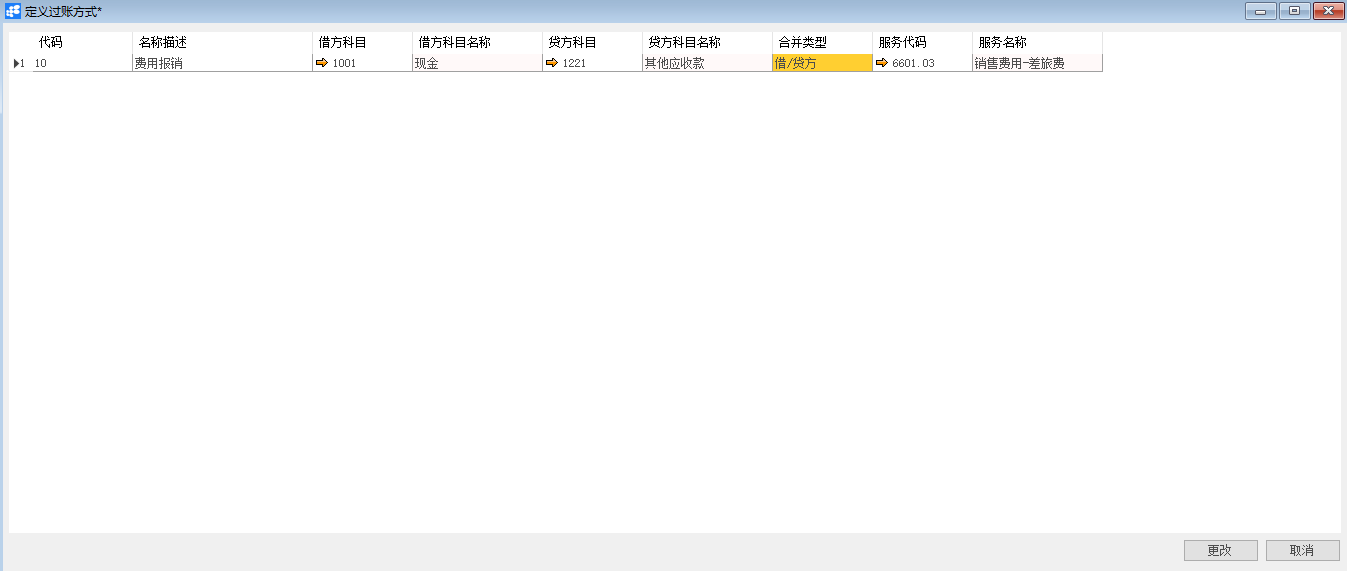 定义过账方式*
代码 名称描述 借方科目 借方科目名称 贷方科目 贷方科目名称 合并类型 服务代码 服务名称
1 10 费用报销 1001 现金 1221 其他应收款 借/贷方 6601.03 销售费用-差旅费
更改 取消